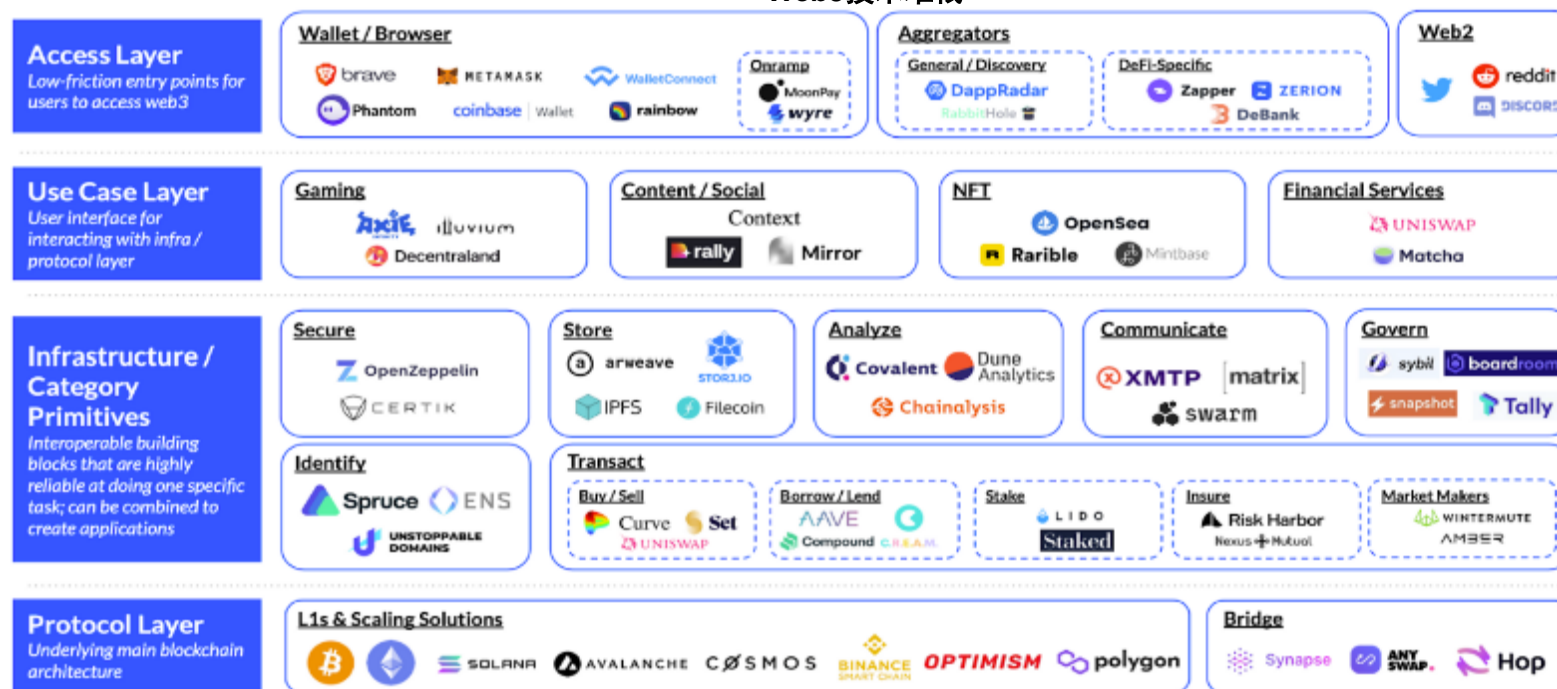 Access Layer
Low-friction entry points for
users to access web3
Wallet / Browser
brave
METAMASK
WalletConnect
Phantom
coinbase | Wallet
rainbow
Onramp
MoonPay
wyre
Aggregators
General / Discovery
DappRadar
RabbitHole
DeFi-Specific
Zapper
ZERION
DeBank
Web2
reddit
DISCORD
Use Case Layer
User interface for
interacting with infra /
protocol layer
Gaming
AXIE
illuvium
Decentraland
Content / Social
Context
rally
Mirror
NFT
OpenSea
Rarible
Mintbase
Financial Services
UNISWAP
Matcha
Infrastructure /
Category
Primitives
Interoperable building
blocks that are highly
reliable at doing one specific
task; can be combined to
create applications
Secure
OpenZeppelin
CERTIK
Store
arweave
STORJ.IO
IPFS
Filecoin
Analyze
Covalent
Dune
Analytics
Chainalysis
Communicate
XMTP
[matrix]
swarm
Govern
sybil
boardroom
snapshot
Tally
Identify
Spruce
ENS
UNSTOPPABLE
DOMAINS
Transact
Buy / Sell
Curve
Set
UNISWAP
Borrow / Lend
AAVE
Compound
C.R.E.A.M.
Stake
LIDO
Staked
Insure
Risk Harbor
Nexus Mutual
Market Makers
WINTERMUTE
AMBER
Protocol Layer
Underlying main blockchain
architecture
L1s & Scaling Solutions
SOLANA
AVALANCHE
COSMOS
BINANCE
SMART CHAIN
OPTIMISM
polygon
Bridge
Synapse
ANY
SWAP.
Hop